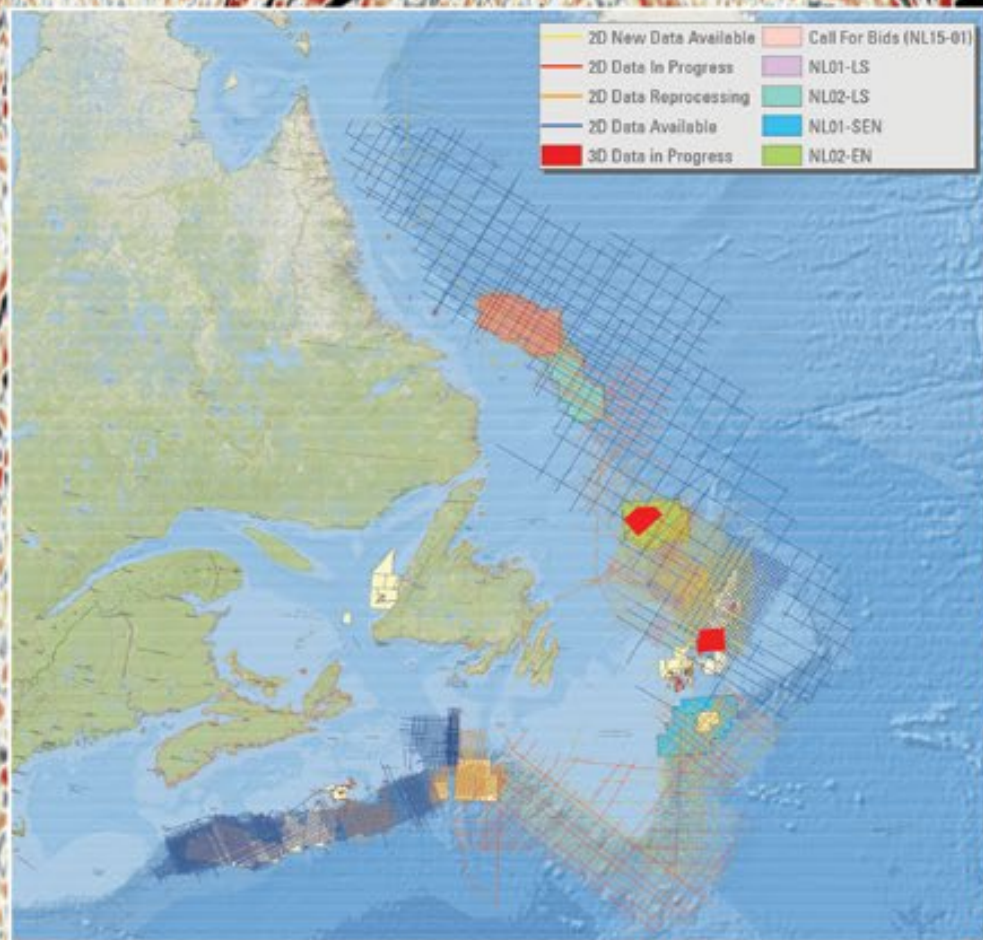 2D New Data Available
2D Data In Progress
2D Data Reprocessing
2D Data Available
3D Data in Progress
Call For Bids (NL15-01)
NL01-LS
NL02-LS
NL01-SEN
NL02-EN